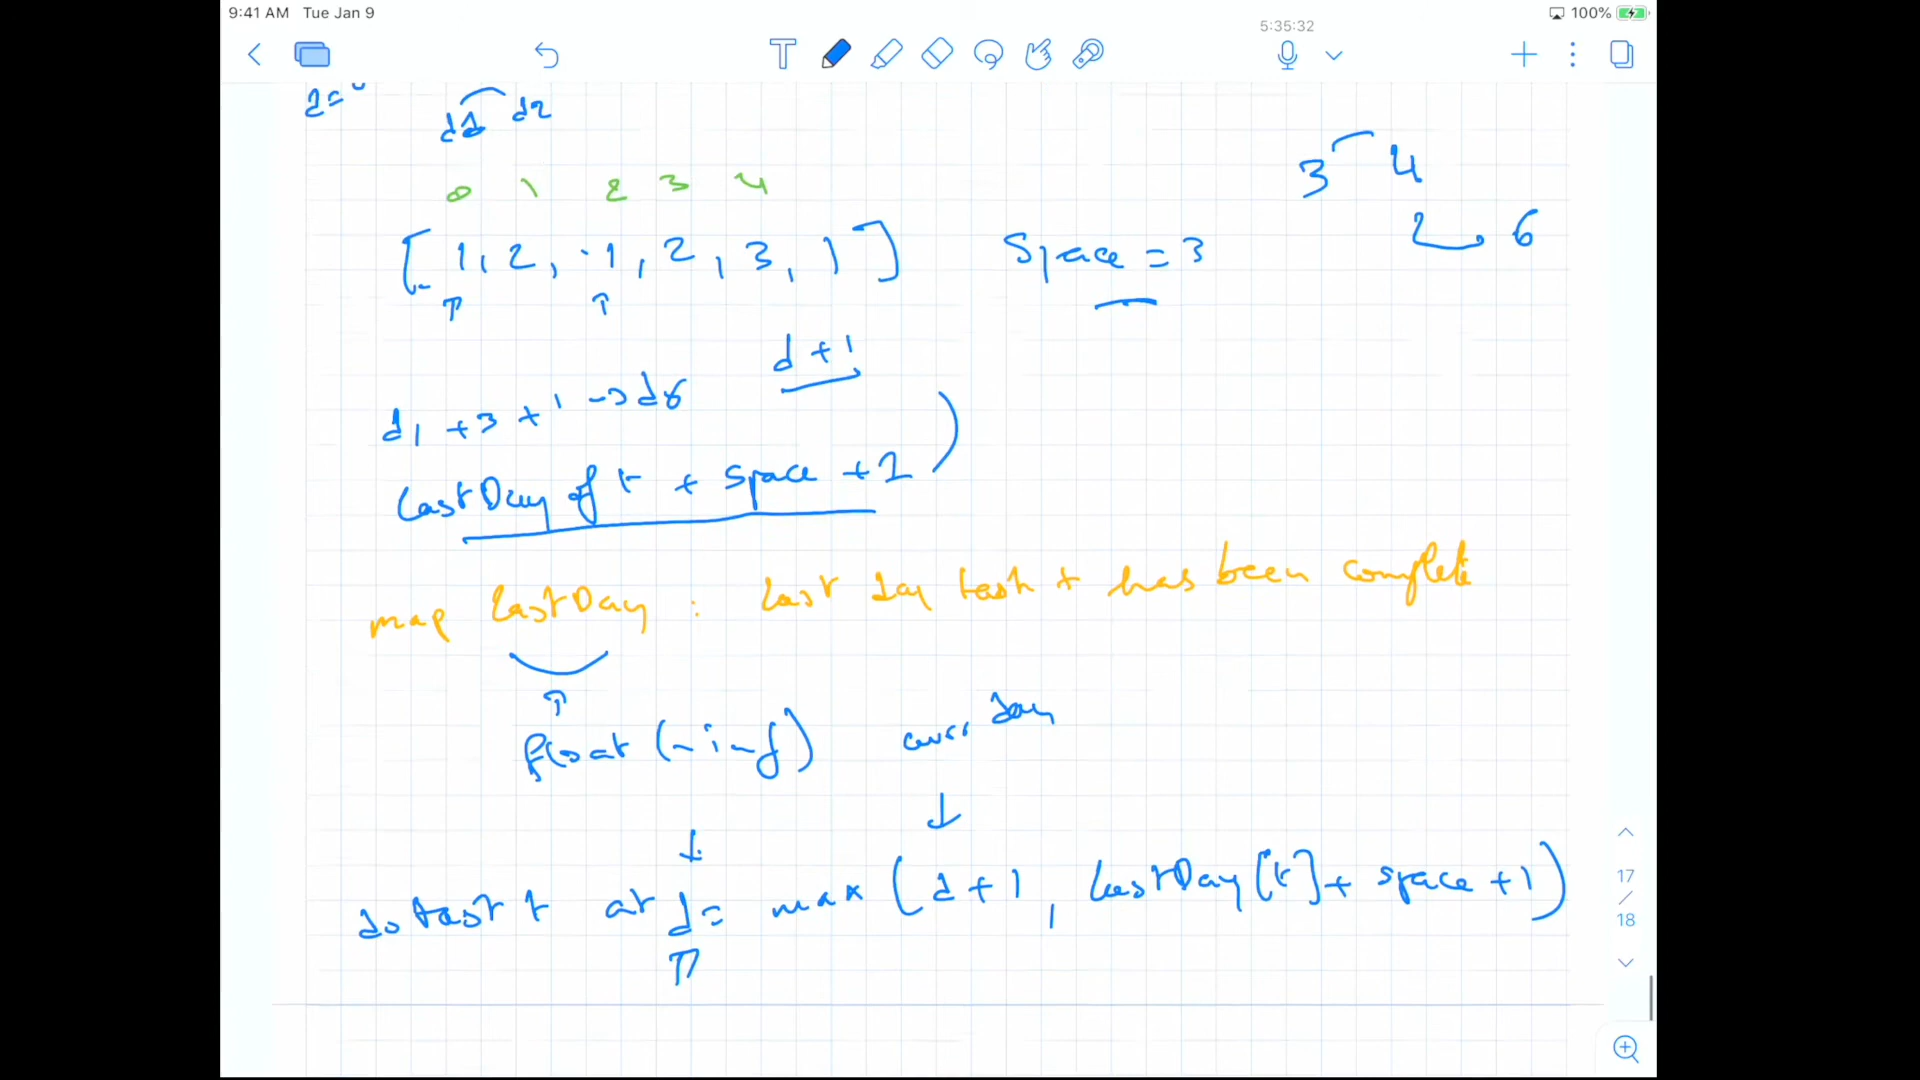 9:41 AM Tue Jan 9
100%
5:35:32
T
d1 d2
0 1 2 3 4
3 4
2 6
[1, 2, 1, 2, 3, 1] Space = 3
d+1
d1 + 3 + 1 -> d5
lastDay of t + space + 1)
map lastDay : last day task t has been complete
float(-inf) curr day
do task t at d = max(d+1, lastDay[t] + space + 1)
17
/
18